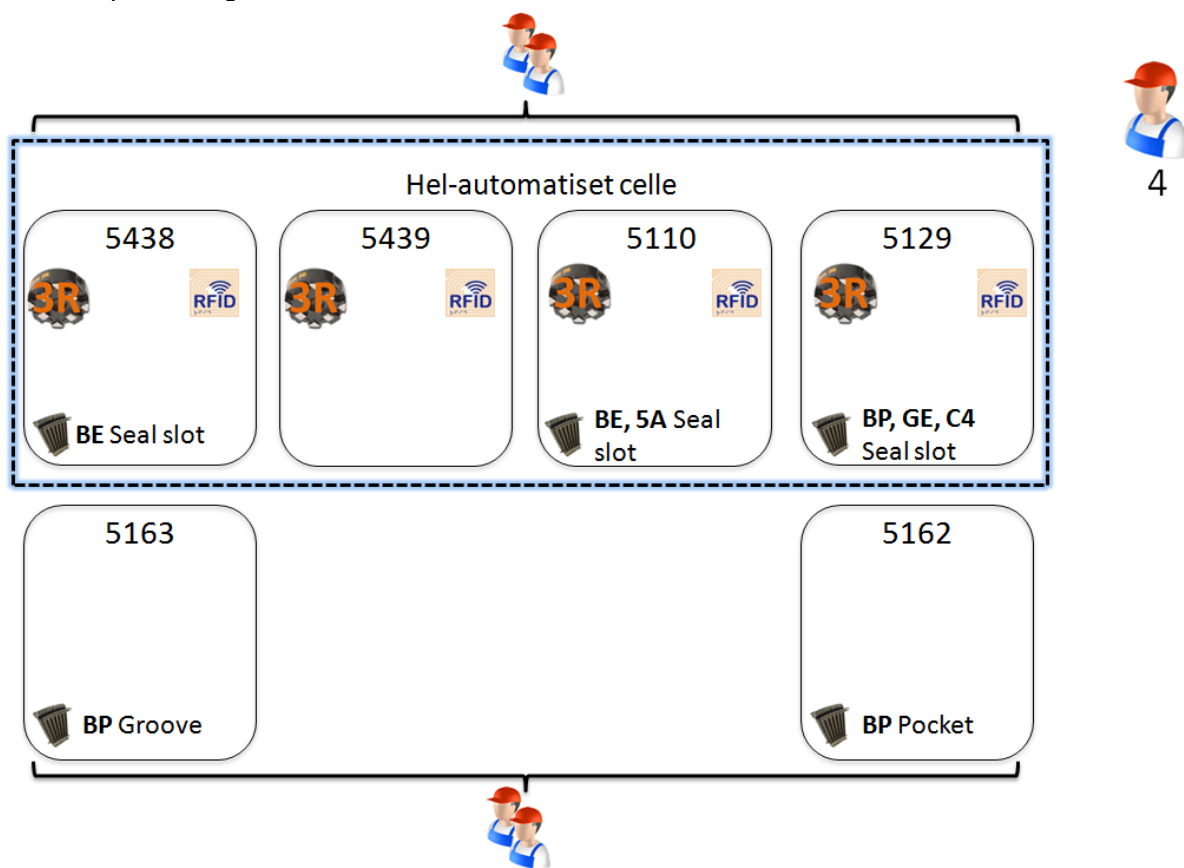 Hel-automatiset celle
4
5438
5439
5110
5129
3R
RFID
3R
RFID
3R
RFID
3R
RFID
BE Seal slot
BE, 5A Seal
slot
BP, GE, C4
Seal slot
5163
5162
BP Groove
BP Pocket